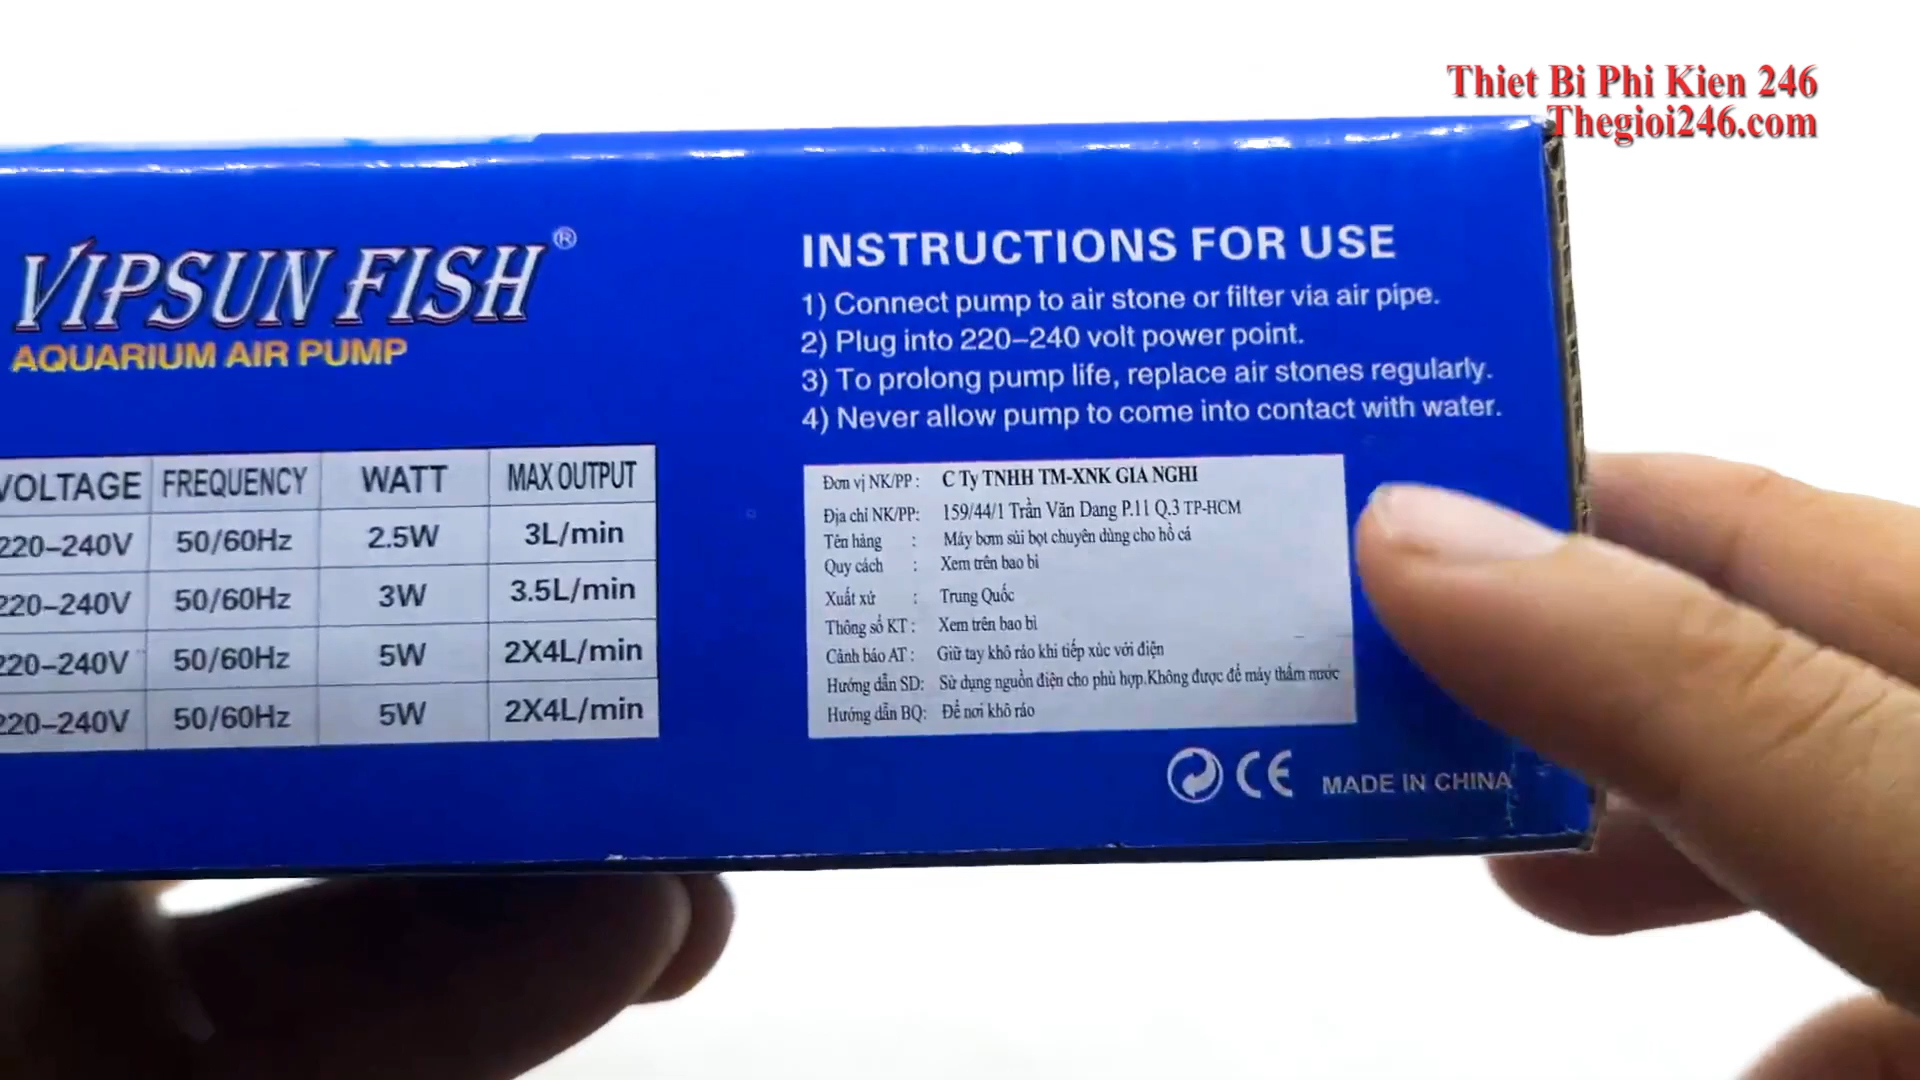 Thiet Bi Phi Kien 246
Thegioi246.com
VIPSUN FISH ®
AQUARIUM AIR PUMP
VOLTAGE FREQUENCY WATT MAX OUTPUT
220–240V 50/60Hz 2.5W 3L/min
220–240V 50/60Hz 3W 3.5L/min
220–240V 50/60Hz 5W 2X4L/min
220–240V 50/60Hz 5W 2X4L/min
INSTRUCTIONS FOR USE
1) Connect pump to air stone or filter via air pipe.
2) Plug into 220–240 volt power point.
3) To prolong pump life, replace air stones regularly.
4) Never allow pump to come into contact with water.
Đơn vị NK/PP : C Ty TNHH TM-XNK GIA NGHI
Địa chỉ NK/PP: 159/44/1 Trần Văn Dang P.11 Q.3 TP-HCM
Tên hàng : Máy bơm sủi bọt chuyên dùng cho hồ cá
Quy cách : Xem trên bao bì
Xuất xứ : Trung Quốc
Thông số KT : Xem trên bao bì
Cảnh báo AT : Giữ tay khô ráo khi tiếp xúc với điện
Hướng dẫn SD: Sử dụng nguồn điện cho phù hợp.Không được để máy thấm nước
Hướng dẫn BQ: Để nơi khô ráo
CE MADE IN CHINA